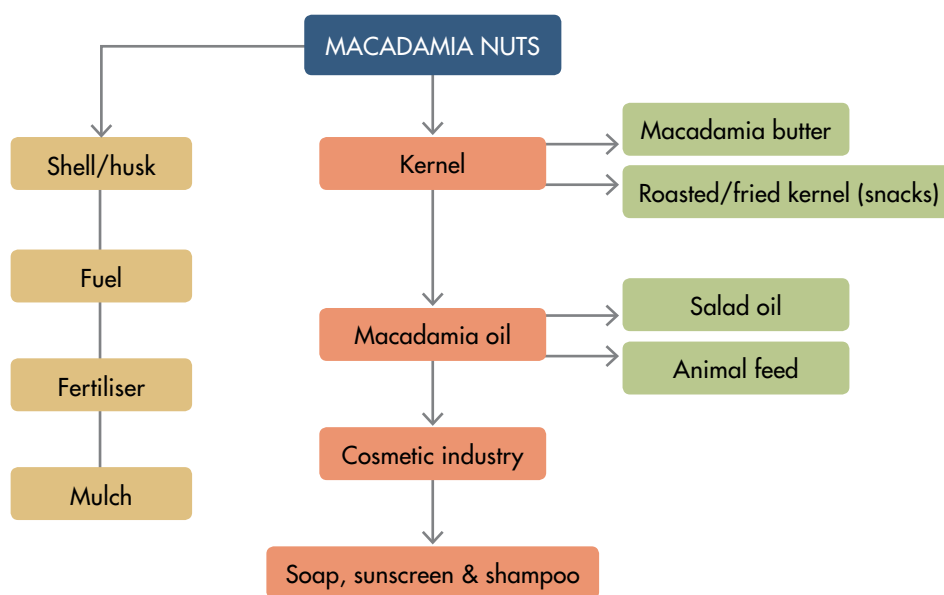 MACADAMIA NUTS
Shell/husk
Fuel
Fertiliser
Mulch
Kernel
Macadamia butter
Roasted/fried kernel (snacks)
Macadamia oil
Salad oil
Animal feed
Cosmetic industry
Soap, sunscreen & shampoo